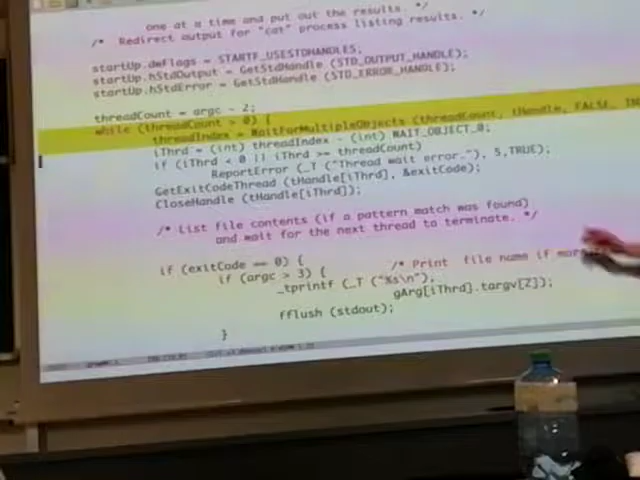 one at a time and put out the results. */
/* Redirect output for "cat" process listing results. */
startUp.dwFlags = STARTF_USESTDHANDLES;
startUp.hStdOutput = GetStdHandle (STD_OUTPUT_HANDLE);
startUp.hStdError = GetStdHandle (STD_ERROR_HANDLE);
threadCount = argc - 2;
while (threadCount > 0) {
threadIndex = WaitForMultipleObjects (threadCount, tHandle, FALSE,
iThrd = (int) threadIndex - (int) WAIT_OBJECT_0;
if (iThrd < 0 || iThrd >= threadCount)
ReportError (_T ("Thread wait error."), 5,TRUE);
GetExitCodeThread (tHandle[iThrd], &exitCode);
CloseHandle (tHandle[iThrd]);
/* List file contents (if a pattern match was found)
and wait for the next thread to terminate. */
if (exitCode == 0) {
if (argc > 3) { /* Print file name if
_tprintf (_T ("%s\n"),
gArg[iThrd].targv[2]);
fflush (stdout);
}